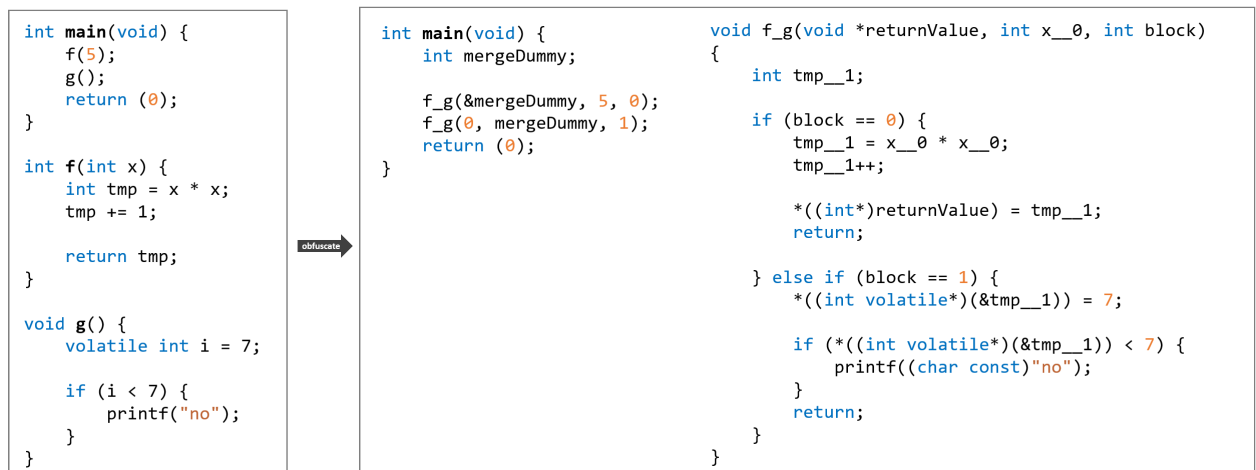 int main(void) {
    f(5);
    g();
    return (0);
}
int f(int x) {
    int tmp = x * x;
    tmp += 1;
    return tmp;
}
void g() {
    volatile int i = 7;
    if (i < 7) {
        printf("no");
    }
}
obfuscate
int main(void) {
    int mergeDummy;
    f_g(&mergeDummy, 5, 0);
    f_g(0, mergeDummy, 1);
    return (0);
}
void f_g(void *returnValue, int x__0, int block)
{
    int tmp__1;
    if (block == 0) {
        tmp__1 = x__0 * x__0;
        tmp__1++;
        *((int*)returnValue) = tmp__1;
        return;
    } else if (block == 1) {
        *((int volatile*)(&tmp__1)) = 7;
        if (*((int volatile*)(&tmp__1)) < 7) {
            printf((char const)"no");
        }
        return;
    }
}